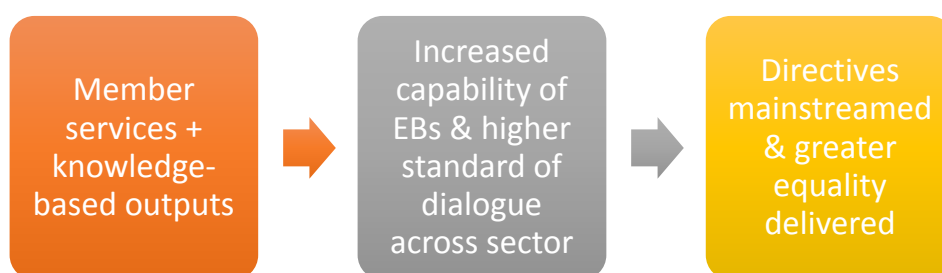 Member
services +
knowledge-
based outputs
Increased
capability of
EBs & higher
standard of
dialogue
across sector
Directives
mainstreamed
& greater
equality
delivered